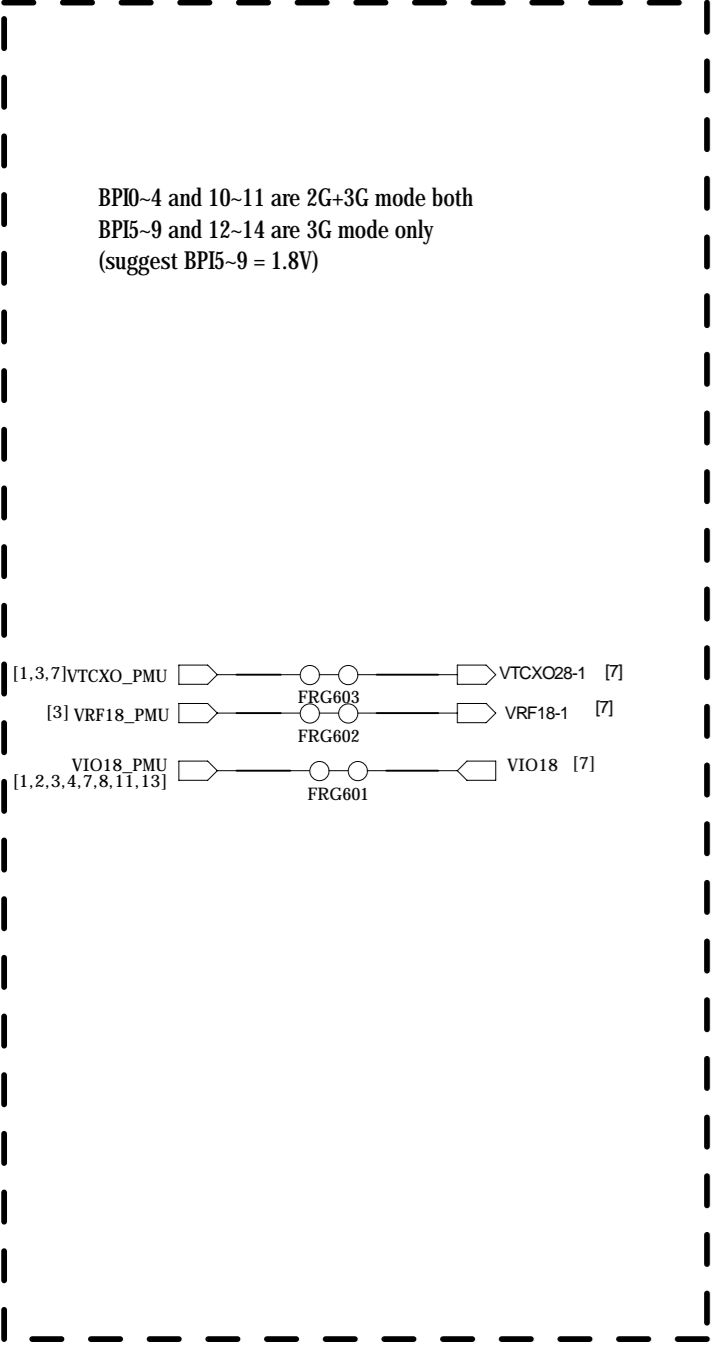 BPI0~4 and 10~11 are 2G+3G mode both
BPI5~9 and 12~14 are 3G mode only
(suggest BPI5~9 = 1.8V)
[1,3,7]VTCXO_PMU FRG603 VTCXO28-1 [7]
[3] VRF18_PMU FRG602 VRF18-1 [7]
VIO18_PMU VIO18 [7]
[1,2,3,4,7,8,11,13] FRG601